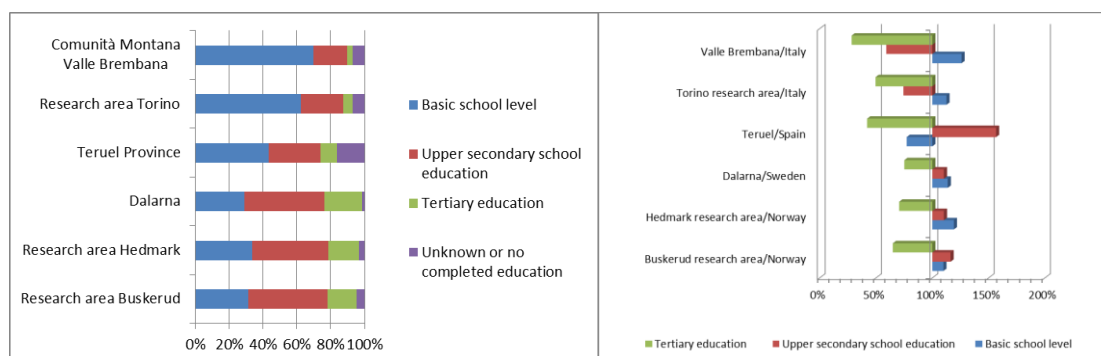 Comunità Montana
Valle Brembana
Research area Torino
Teruel Province
Dalarna
Research area Hedmark
Research area Buskerud
0% 20% 40% 60% 80% 100%
Basic school level
Upper secondary school
education
Tertiary education
Unknown or no
completed education
Valle Brembana/Italy
Torino research area/Italy
Teruel/Spain
Dalarna/Sweden
Hedmark research area/Norway
Buskerud research area/Norway
0% 50% 100% 150% 200%
Tertiary education Upper secondary school education Basic school level